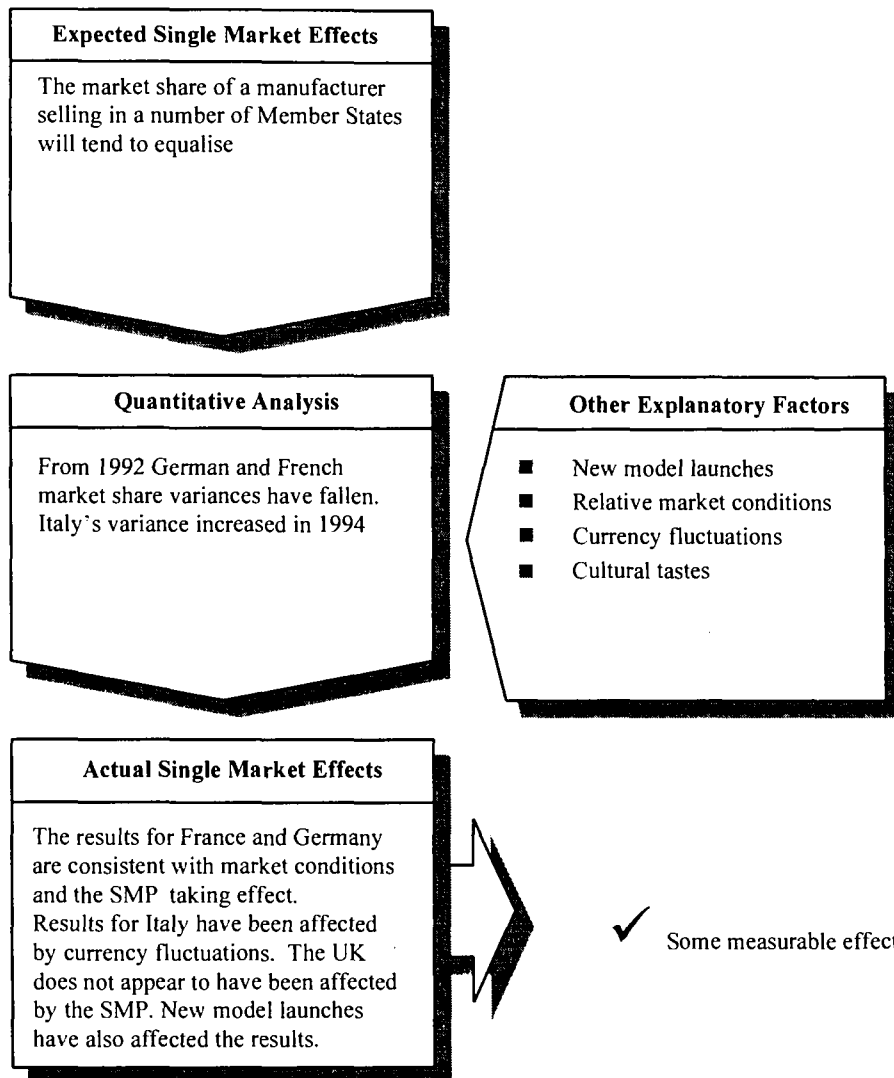 Expected Single Market Effects
The market share of a manufacturer
selling in a number of Member States
will tend to equalise
Quantitative Analysis
From 1992 German and French
market share variances have fallen.
Italy's variance increased in 1994
Other Explanatory Factors
■ New model launches
■ Relative market conditions
■ Currency fluctuations
■ Cultural tastes
Actual Single Market Effects
The results for France and Germany
are consistent with market conditions
and the SMP taking effect.
Results for Italy have been affected
by currency fluctuations. The UK
does not appear to have been affected
by the SMP. New model launches
have also affected the results.
✓ Some measurable effect